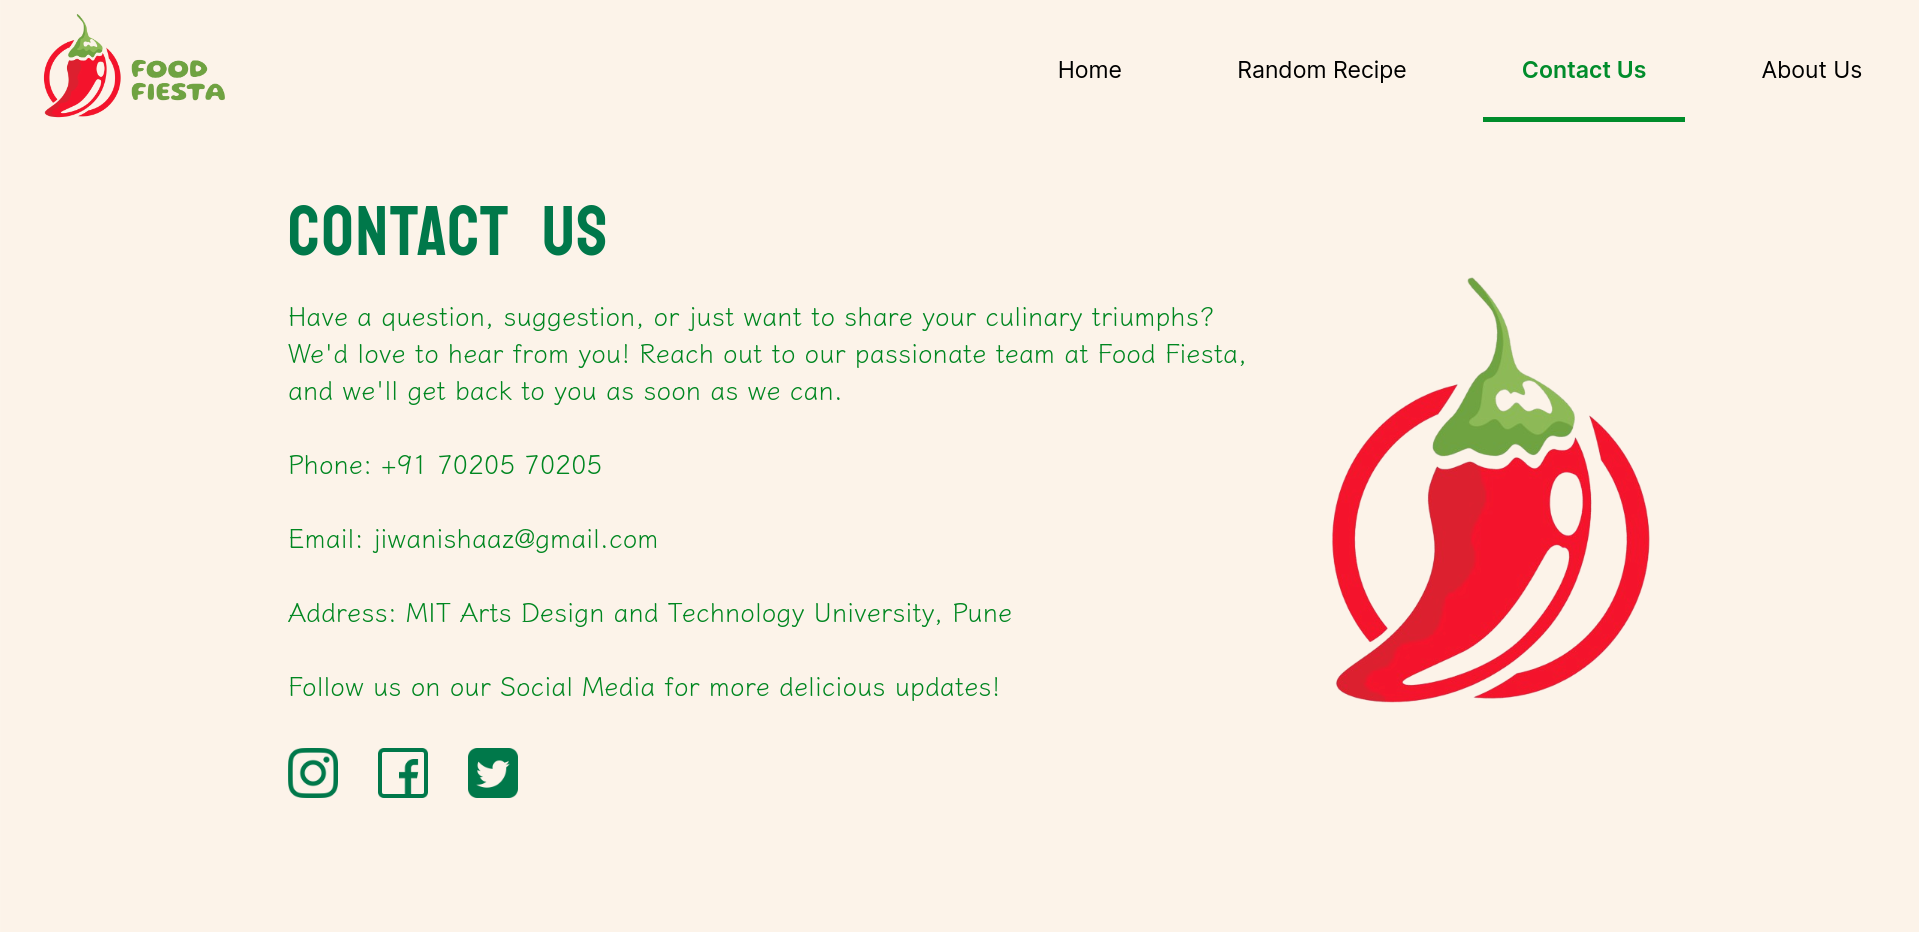 FOOD
FIESTA
Home
Random Recipe
Contact Us
About Us
CONTACT US
Have a question, suggestion, or just want to share your culinary triumphs?
We'd love to hear from you! Reach out to our passionate team at Food Fiesta,
and we'll get back to you as soon as we can.
Phone: +91 70205 70205
Email: jiwanishaaz@gmail.com
Address: MIT Arts Design and Technology University, Pune
Follow us on our Social Media for more delicious updates!